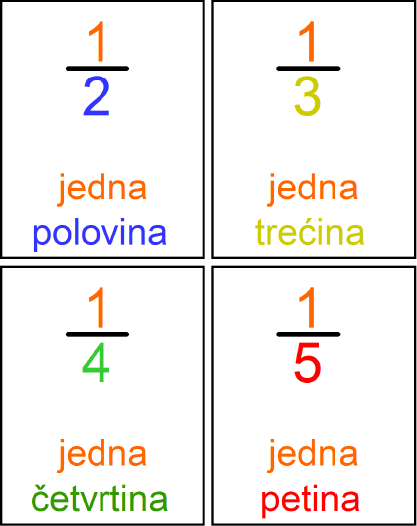 1
2
jedna
polovina
1
3
jedna
trećina
1
4
jedna
četvrtina
1
5
jedna
petina